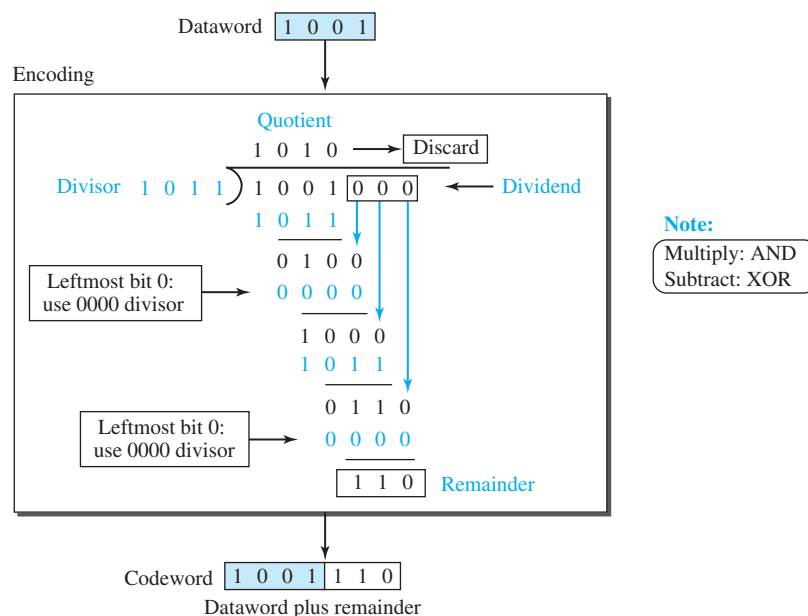 Dataword 1 0 0 1
Encoding
Quotient
1 0 1 0 Discard
Divisor 1 0 1 1 1 0 0 1 0 0 0 Dividend
1 0 1 1
Note:
Multiply: AND
Subtract: XOR
0 1 0 0
Leftmost bit 0:
use 0000 divisor
0 0 0 0
1 0 0 0
1 0 1 1
0 1 1 0
Leftmost bit 0:
use 0000 divisor
0 0 0 0
1 1 0 Remainder
Codeword 1 0 0 1 1 1 0
Dataword plus remainder